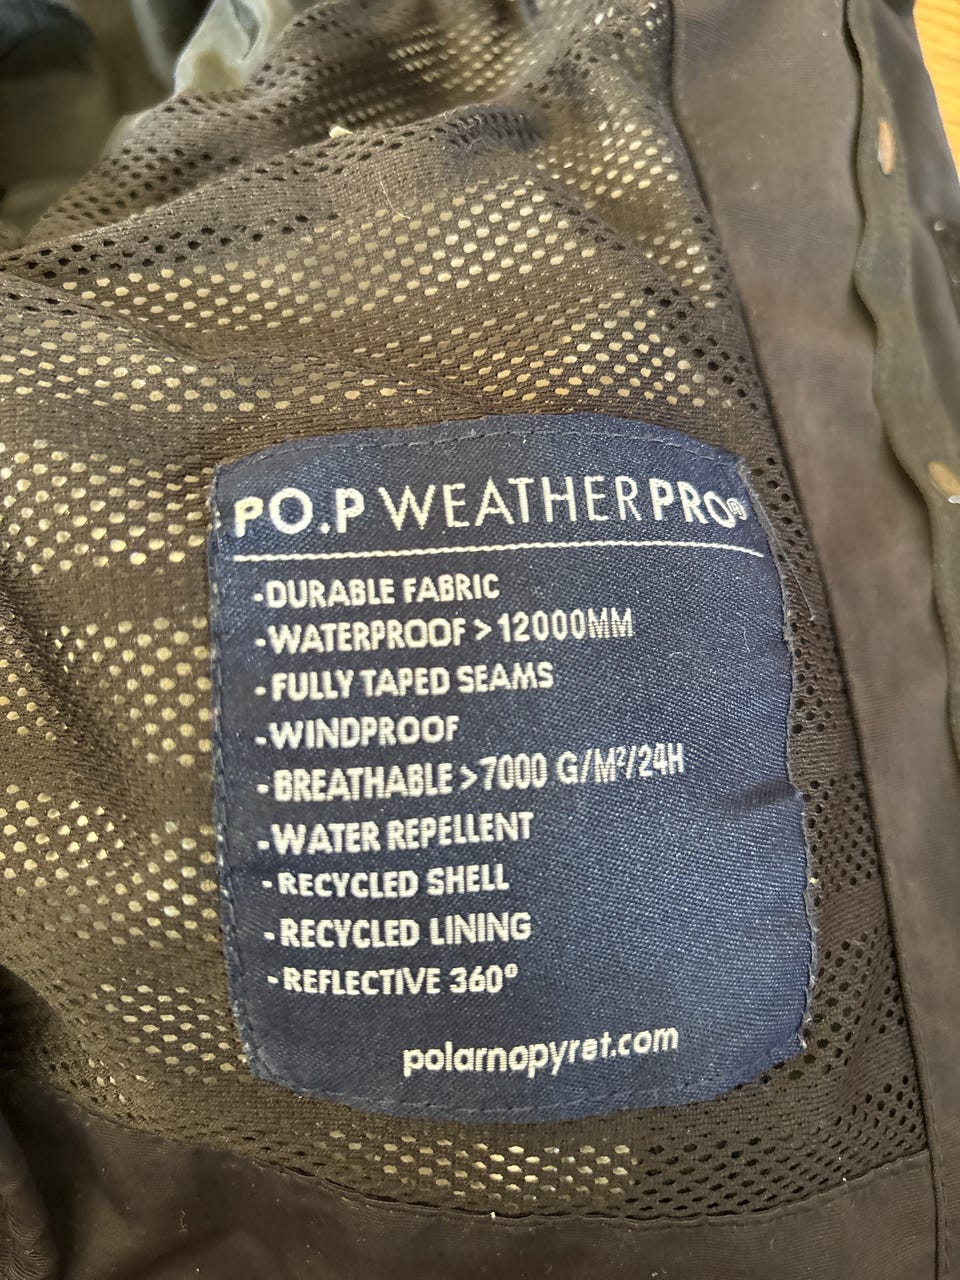 PO.P WEATHERPRO®
-DURABLE FABRIC
-WATERPROOF >12000MM
-FULLY TAPED SEAMS
-WINDPROOF
-BREATHABLE >7000 G/M²/24H
-WATER REPELLENT
-RECYCLED SHELL
-RECYCLED LINING
-REFLECTIVE 360°
polarnopyret.com